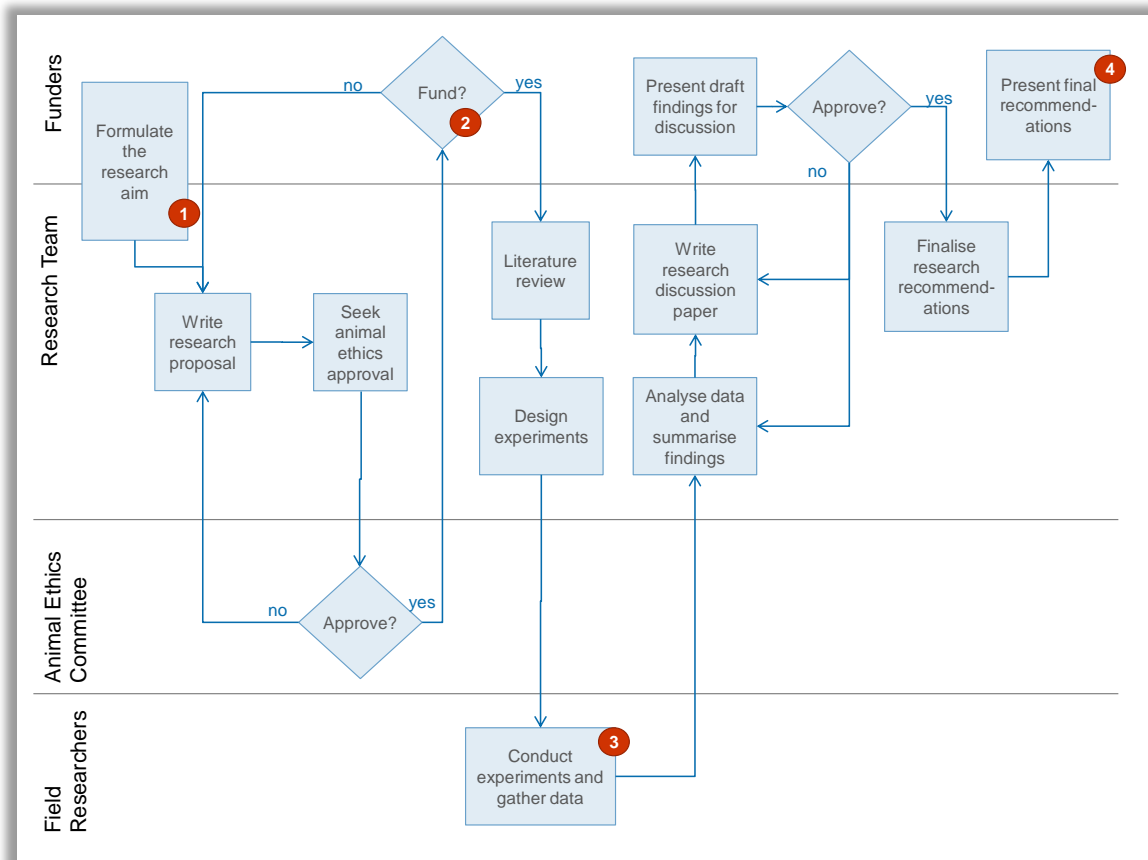 Funders
Formulate
the
research
aim
1
no
Fund?
2
yes
Present draft
findings for
discussion
Approve?
yes
no
Present final
recommend-
ations
4
Research Team
Write
research
proposal
Seek
animal
ethics
approval
Literature
review
Design
experiments
Write
research
discussion
paper
Analyse data
and
summarise
findings
Finalise
research
recommend-
ations
Animal Ethics
Committee
no
Approve?
yes
Field
Researchers
Conduct
experiments and
gather data
3